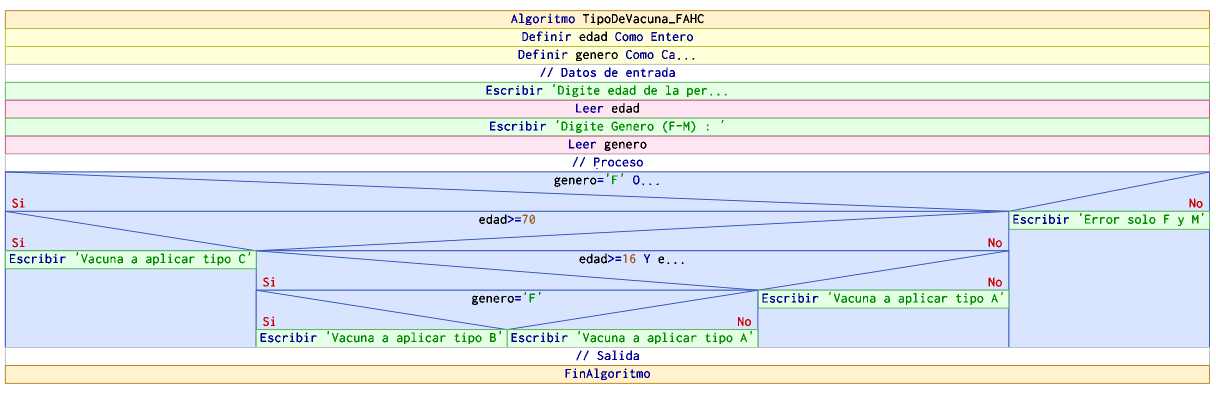 Algoritmo TipoDeVacuna_FAHC
Definir edad Como Entero
Definir genero Como Ca...
// Datos de entrada
Escribir 'Digite edad de la per...
Leer edad
Escribir 'Digite Genero (F-M) : '
Leer genero
// Proceso
genero='F' O...
Si No
edad>=70 Escribir 'Error solo F y M'
Si No
Escribir 'Vacuna a aplicar tipo C' edad>=16 Y e...
Si No
genero='F' Escribir 'Vacuna a aplicar tipo A'
Si No
Escribir 'Vacuna a aplicar tipo B' Escribir 'Vacuna a aplicar tipo A'
// Salida
FinAlgoritmo